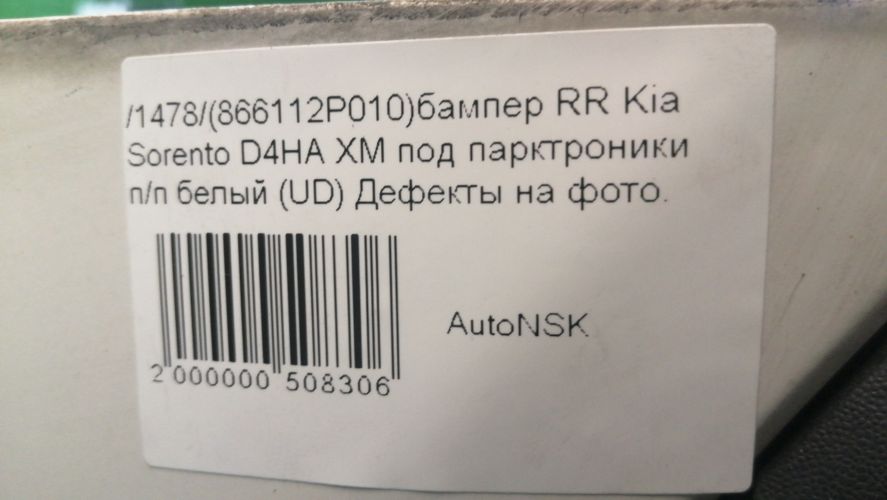 /1478/(866112P010)бампер RR Kia
Sorento D4HA XM под парктроники
п/п белый (UD) Дефекты на фото.
AutoNSK
2 000000 508306